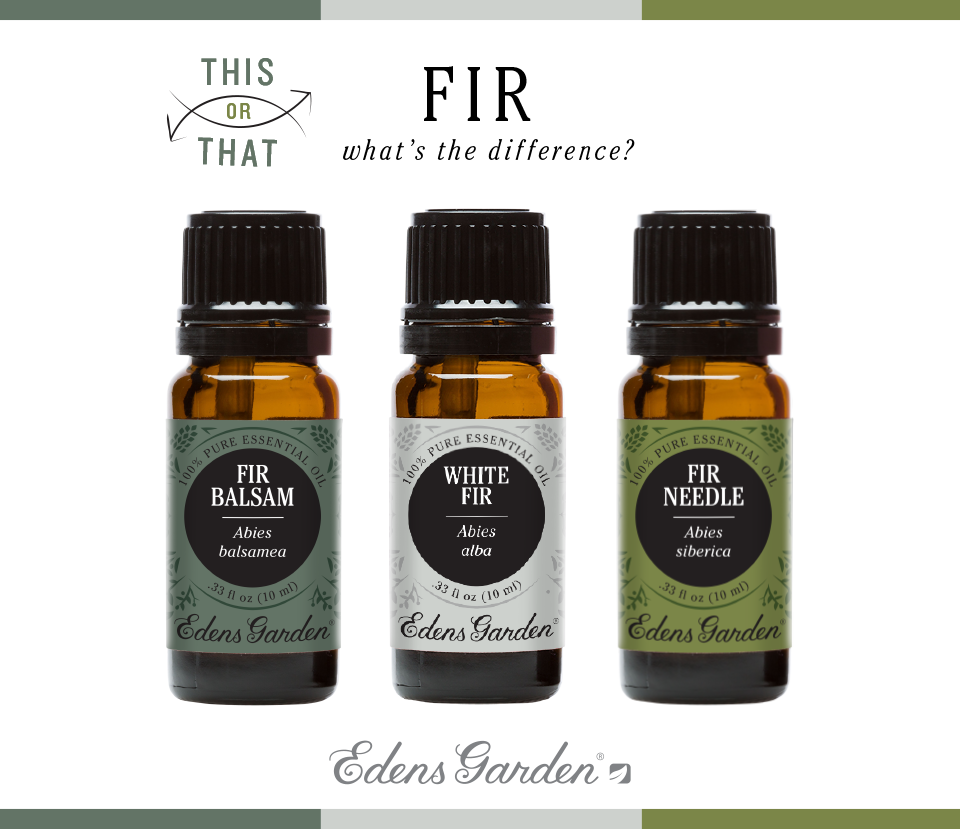 THIS
OR
THAT
FIR
what's the difference?
100% PURE ESSENTIAL OIL
FIR
BALSAM
Abies
balsamea
.33 fl oz (10 ml)
Edens Garden®
100% PURE ESSENTIAL OIL
WHITE
FIR
Abies
alba
.33 fl oz (10 ml)
Edens Garden®
100% PURE ESSENTIAL OIL
FIR
NEEDLE
Abies
siberica
.33 fl oz (10 ml)
Edens Garden®
Edens Garden®